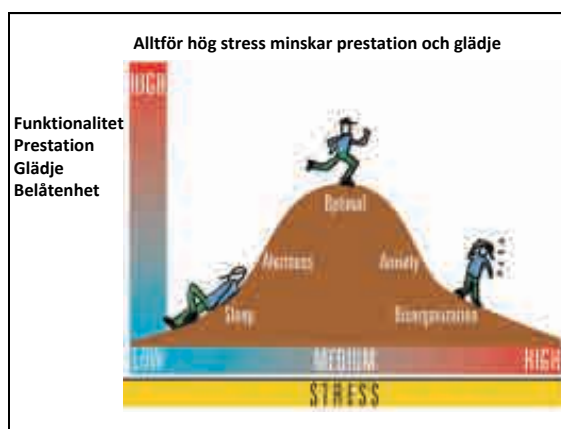 Alltför hög stress minskar prestation och glädje
HIGH
Funktionalitet
Prestation
Glädje
Belåtenhet
Optimal
Alertness
Anxiety
Sleep
Disorganization
LOW
MEDIUM
HIGH
STRESS